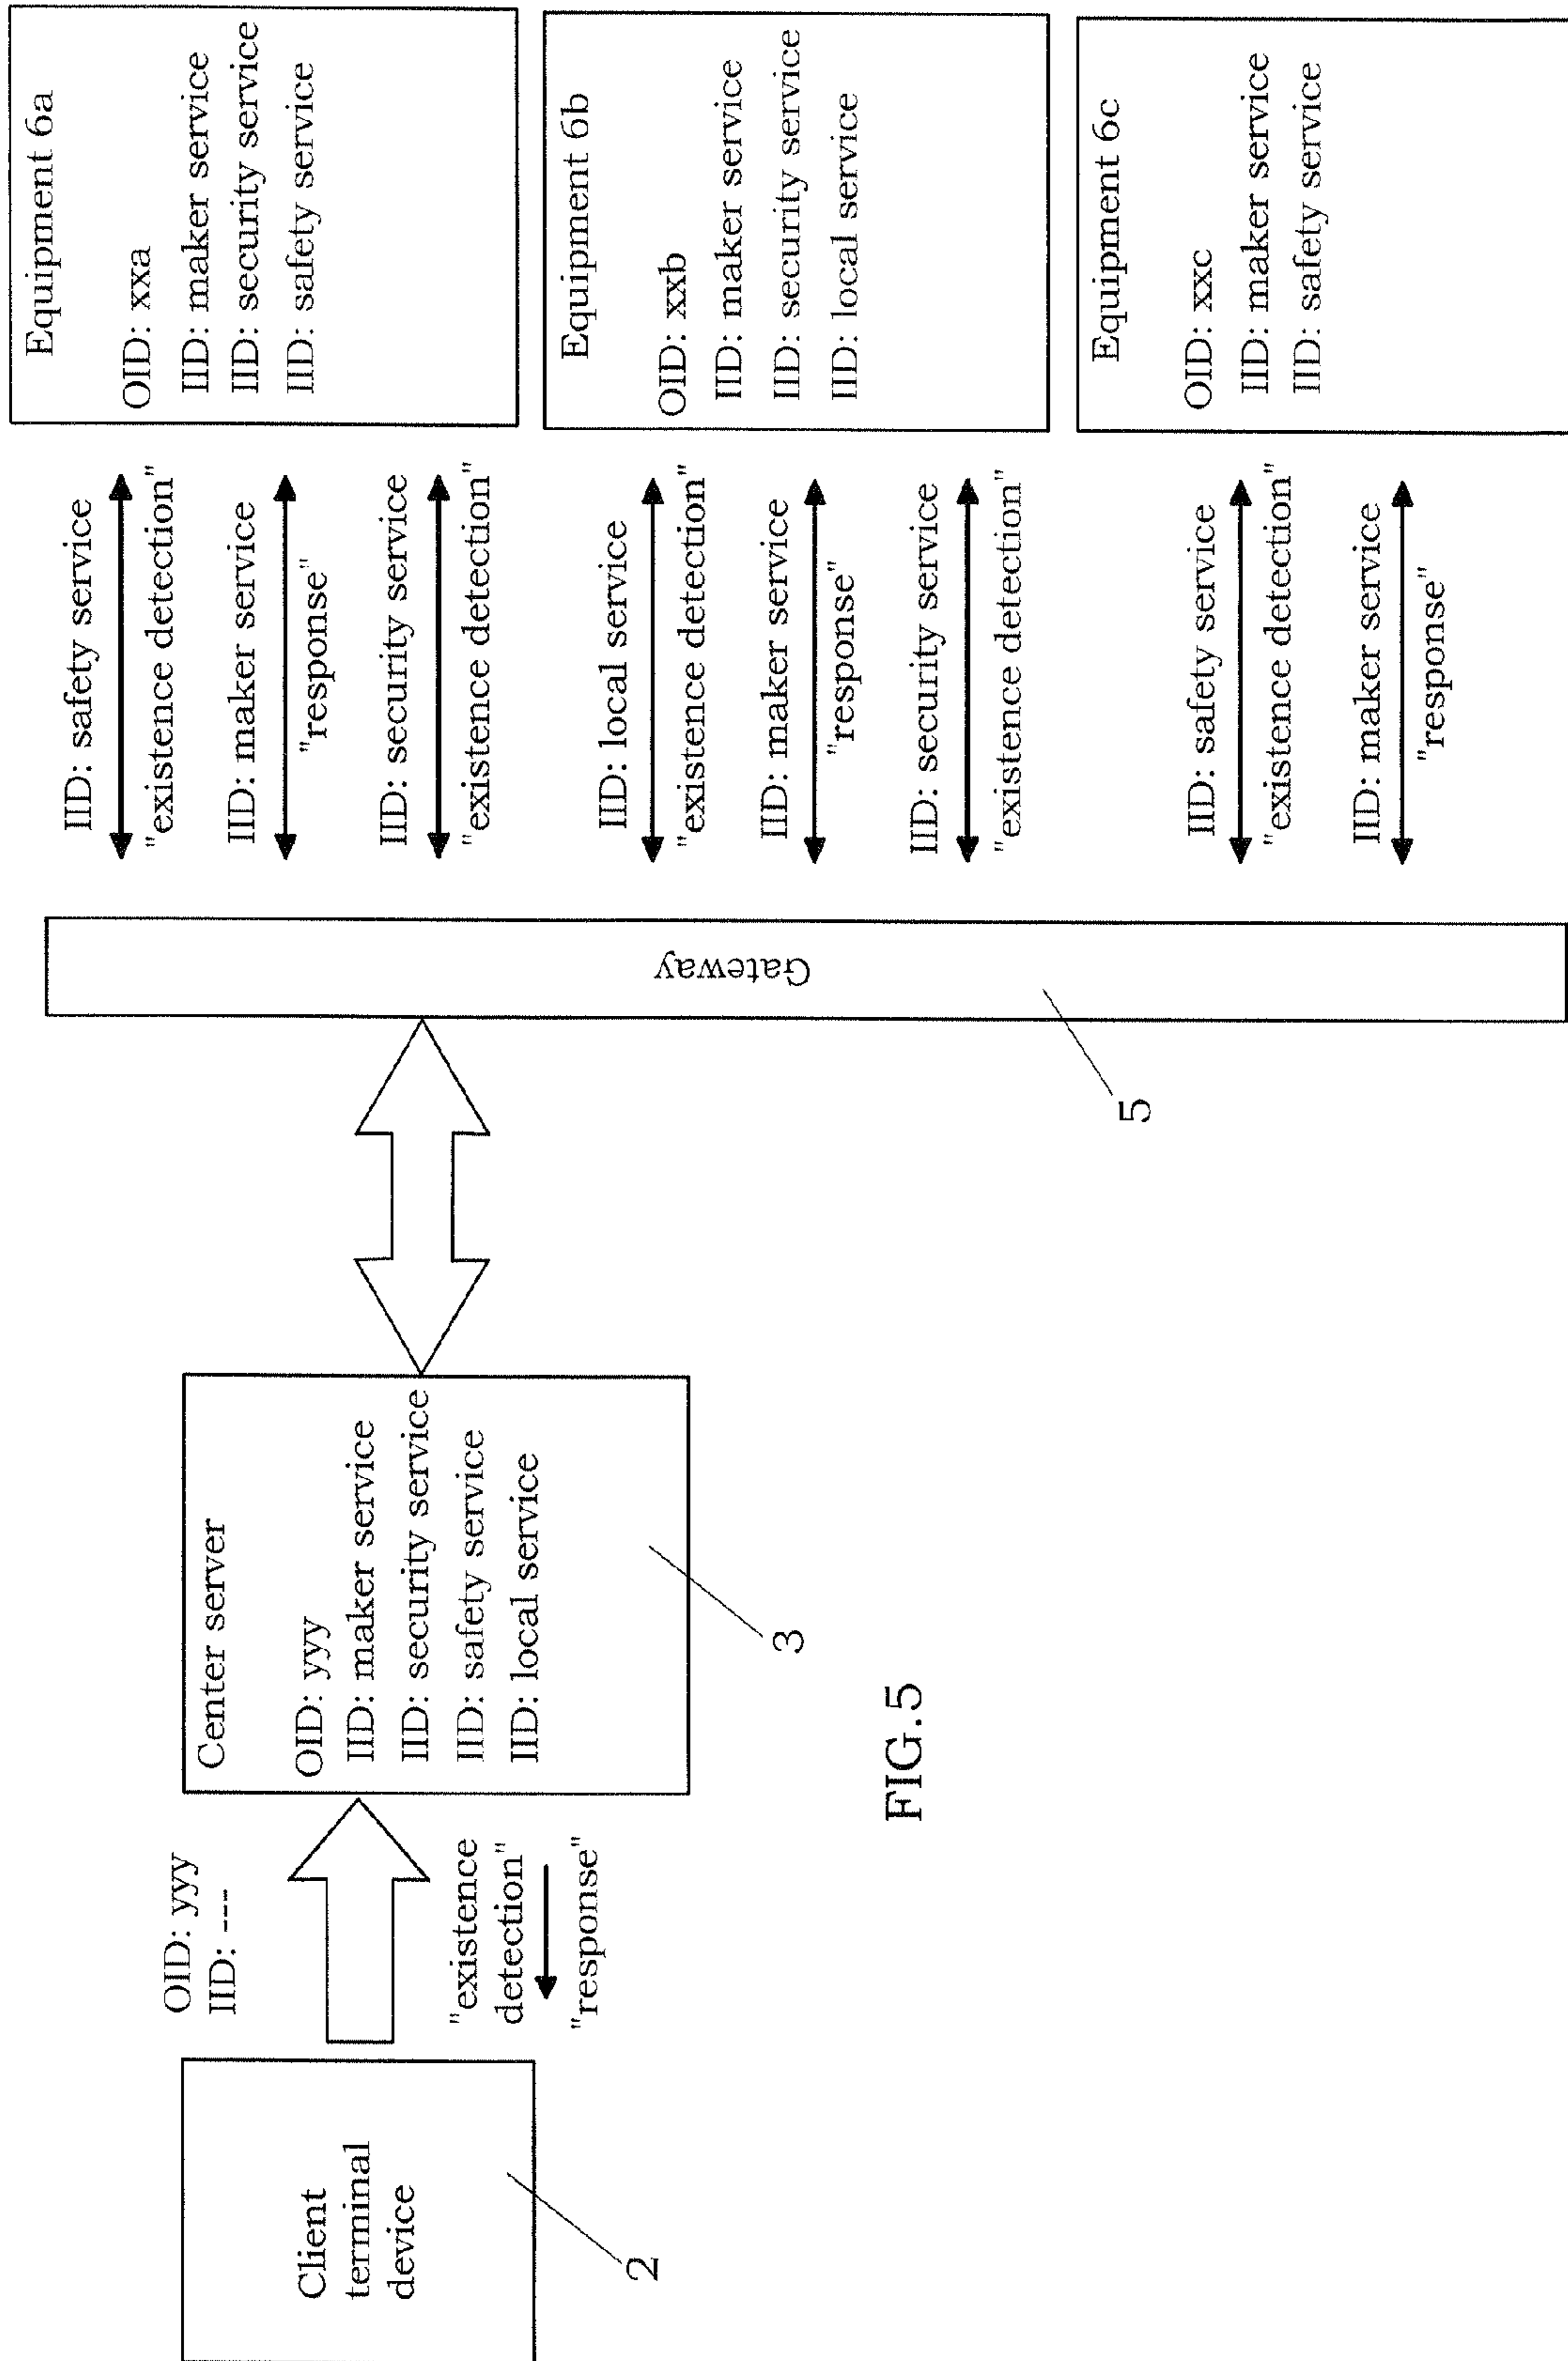 Client
terminal
device
2
OID: yyy
IID: ---
"existence
detection"
"response"
Center server
OID: yyy
IID: maker service
IID: security service
IID: safety service
IID: local service
3
Gateway
5
IID: safety service
"existence detection"
IID: maker service
"response"
IID: security service
"existence detection"
IID: local service
"existence detection"
IID: maker service
"response"
IID: security service
"existence detection"
IID: safety service
"existence detection"
IID: maker service
"response"
Equipment 6a
OID: xxa
IID: maker service
IID: security service
IID: safety service
Equipment 6b
OID: xxb
IID: maker service
IID: security service
IID: local service
Equipment 6c
OID: xxc
IID: maker service
IID: safety service
FIG.5